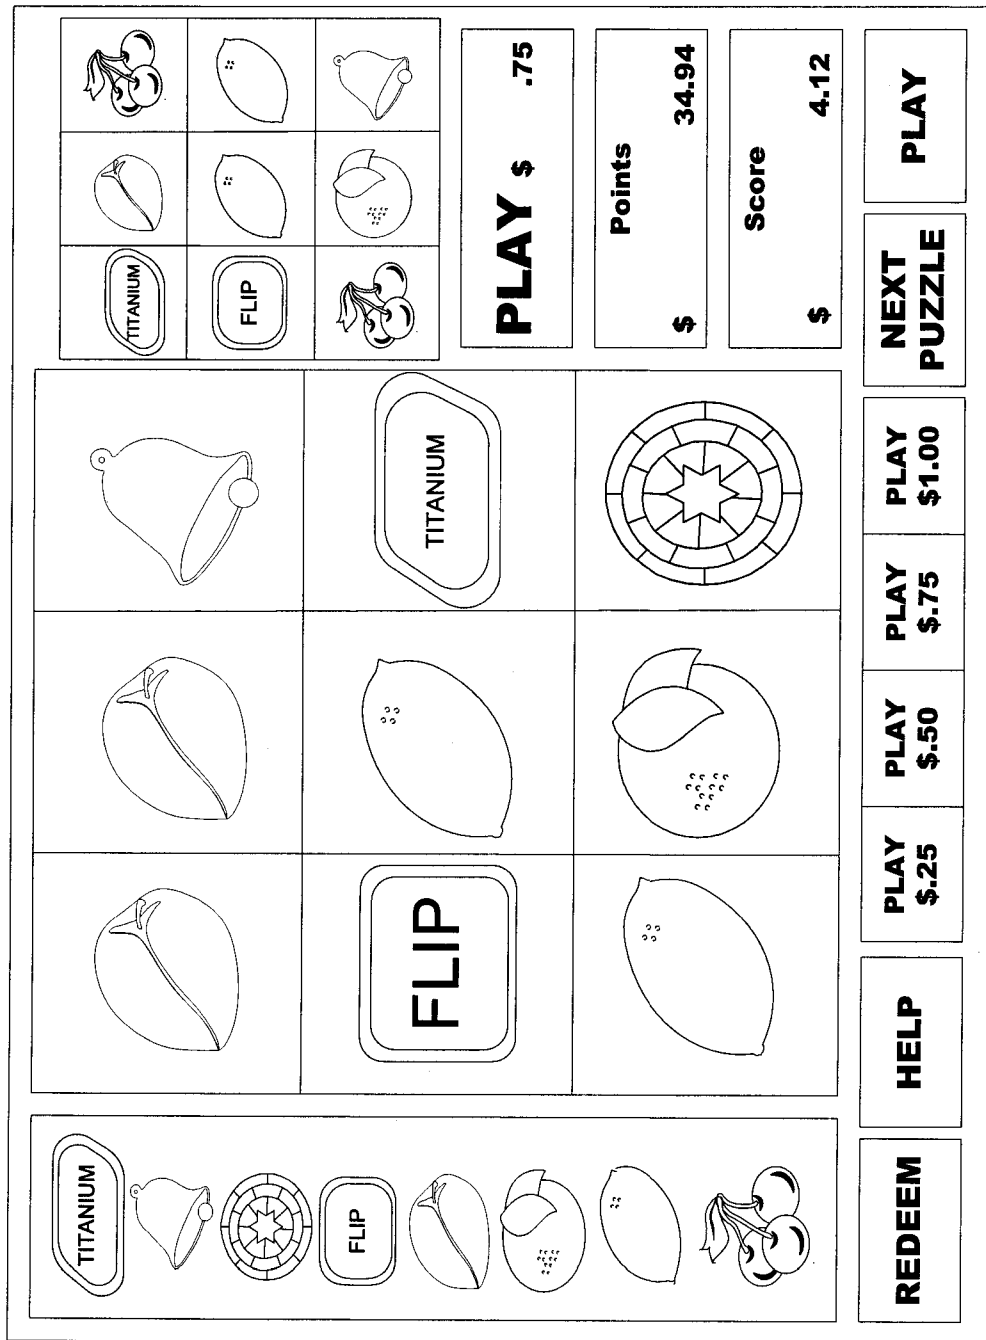 TITANIUM
FLIP
FLIP
TITANIUM
TITANIUM
FLIP
PLAY $ .75
Points
$ 34.94
Score
$ 4.12
REDEEM
HELP
PLAY
$.25
PLAY
$.50
PLAY
$.75
PLAY
$1.00
NEXT
PUZZLE
PLAY